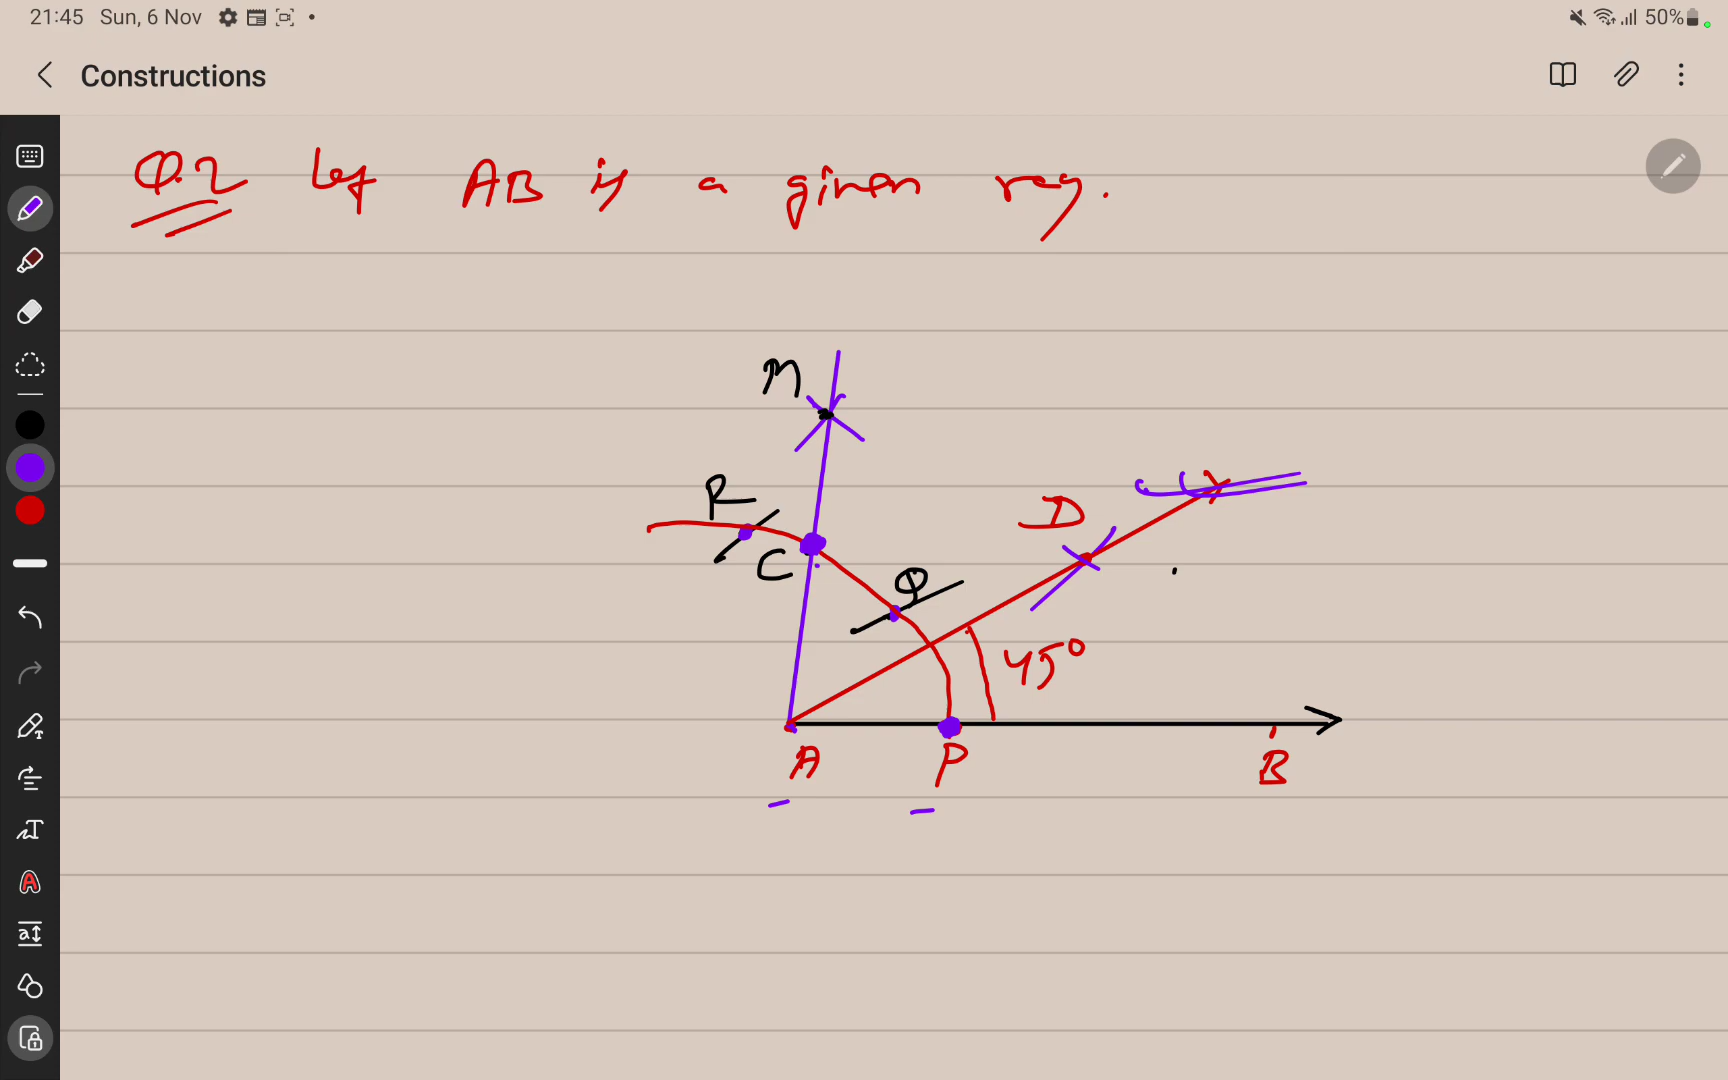 21:45 Sun, 6 Nov 50%
Constructions
Q.2 let AB is a given ray.
M
R
D
C
Q
45°
A P B
T
T
A
a